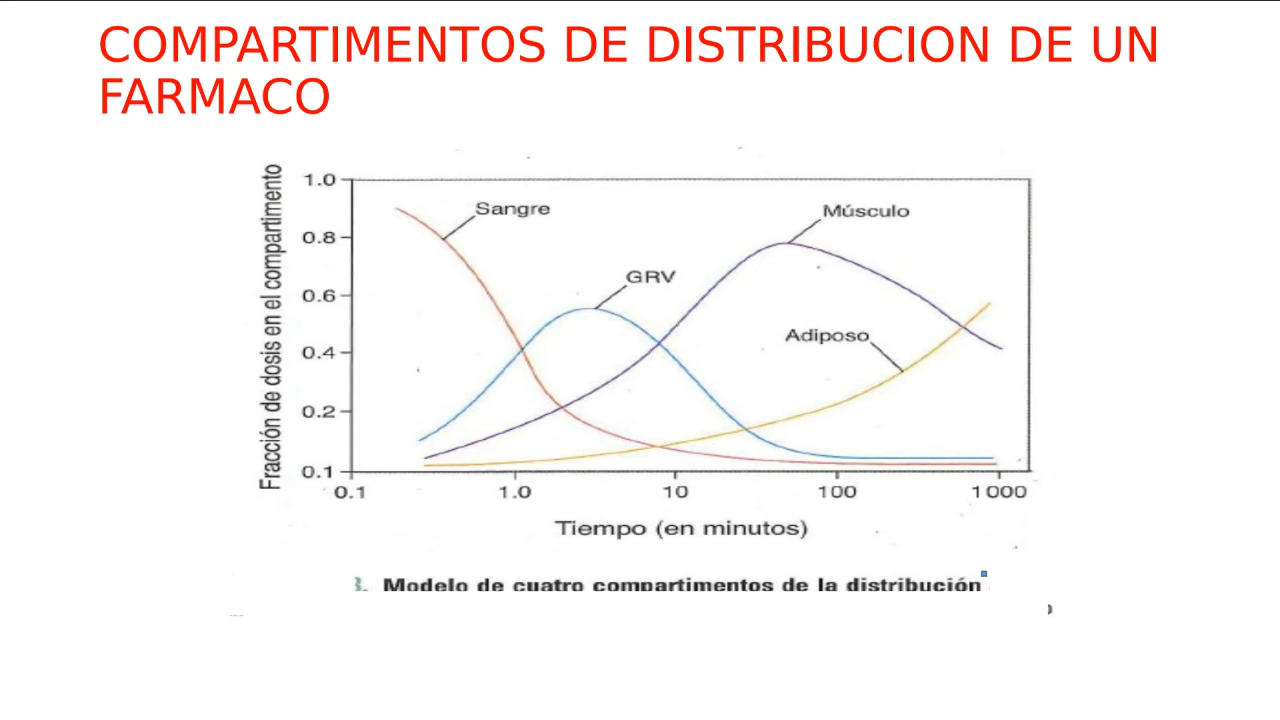 COMPARTIMENTOS DE DISTRIBUCION DE UN
FARMACO
Fracción de dosis en el compartimento
1.0
0.8
0.6
0.4
0.2
0.1
Sangre
GRV
Músculo
Adiposo
0.1 1.0 10 100 1000
Tiempo (en minutos)
Modelo de cuatro compartimentos de la distribución